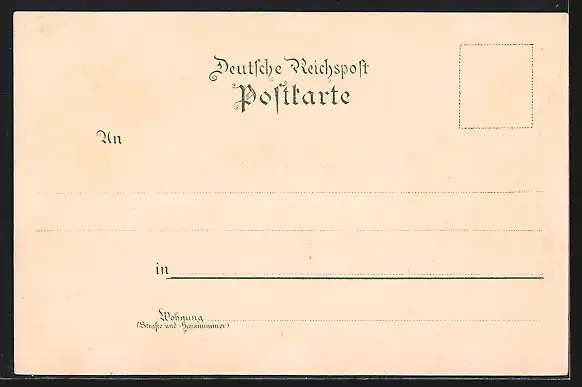 Deutsche Reichspost
Postkarte
An
in
Wohnung
(Straße und Hausnummer)